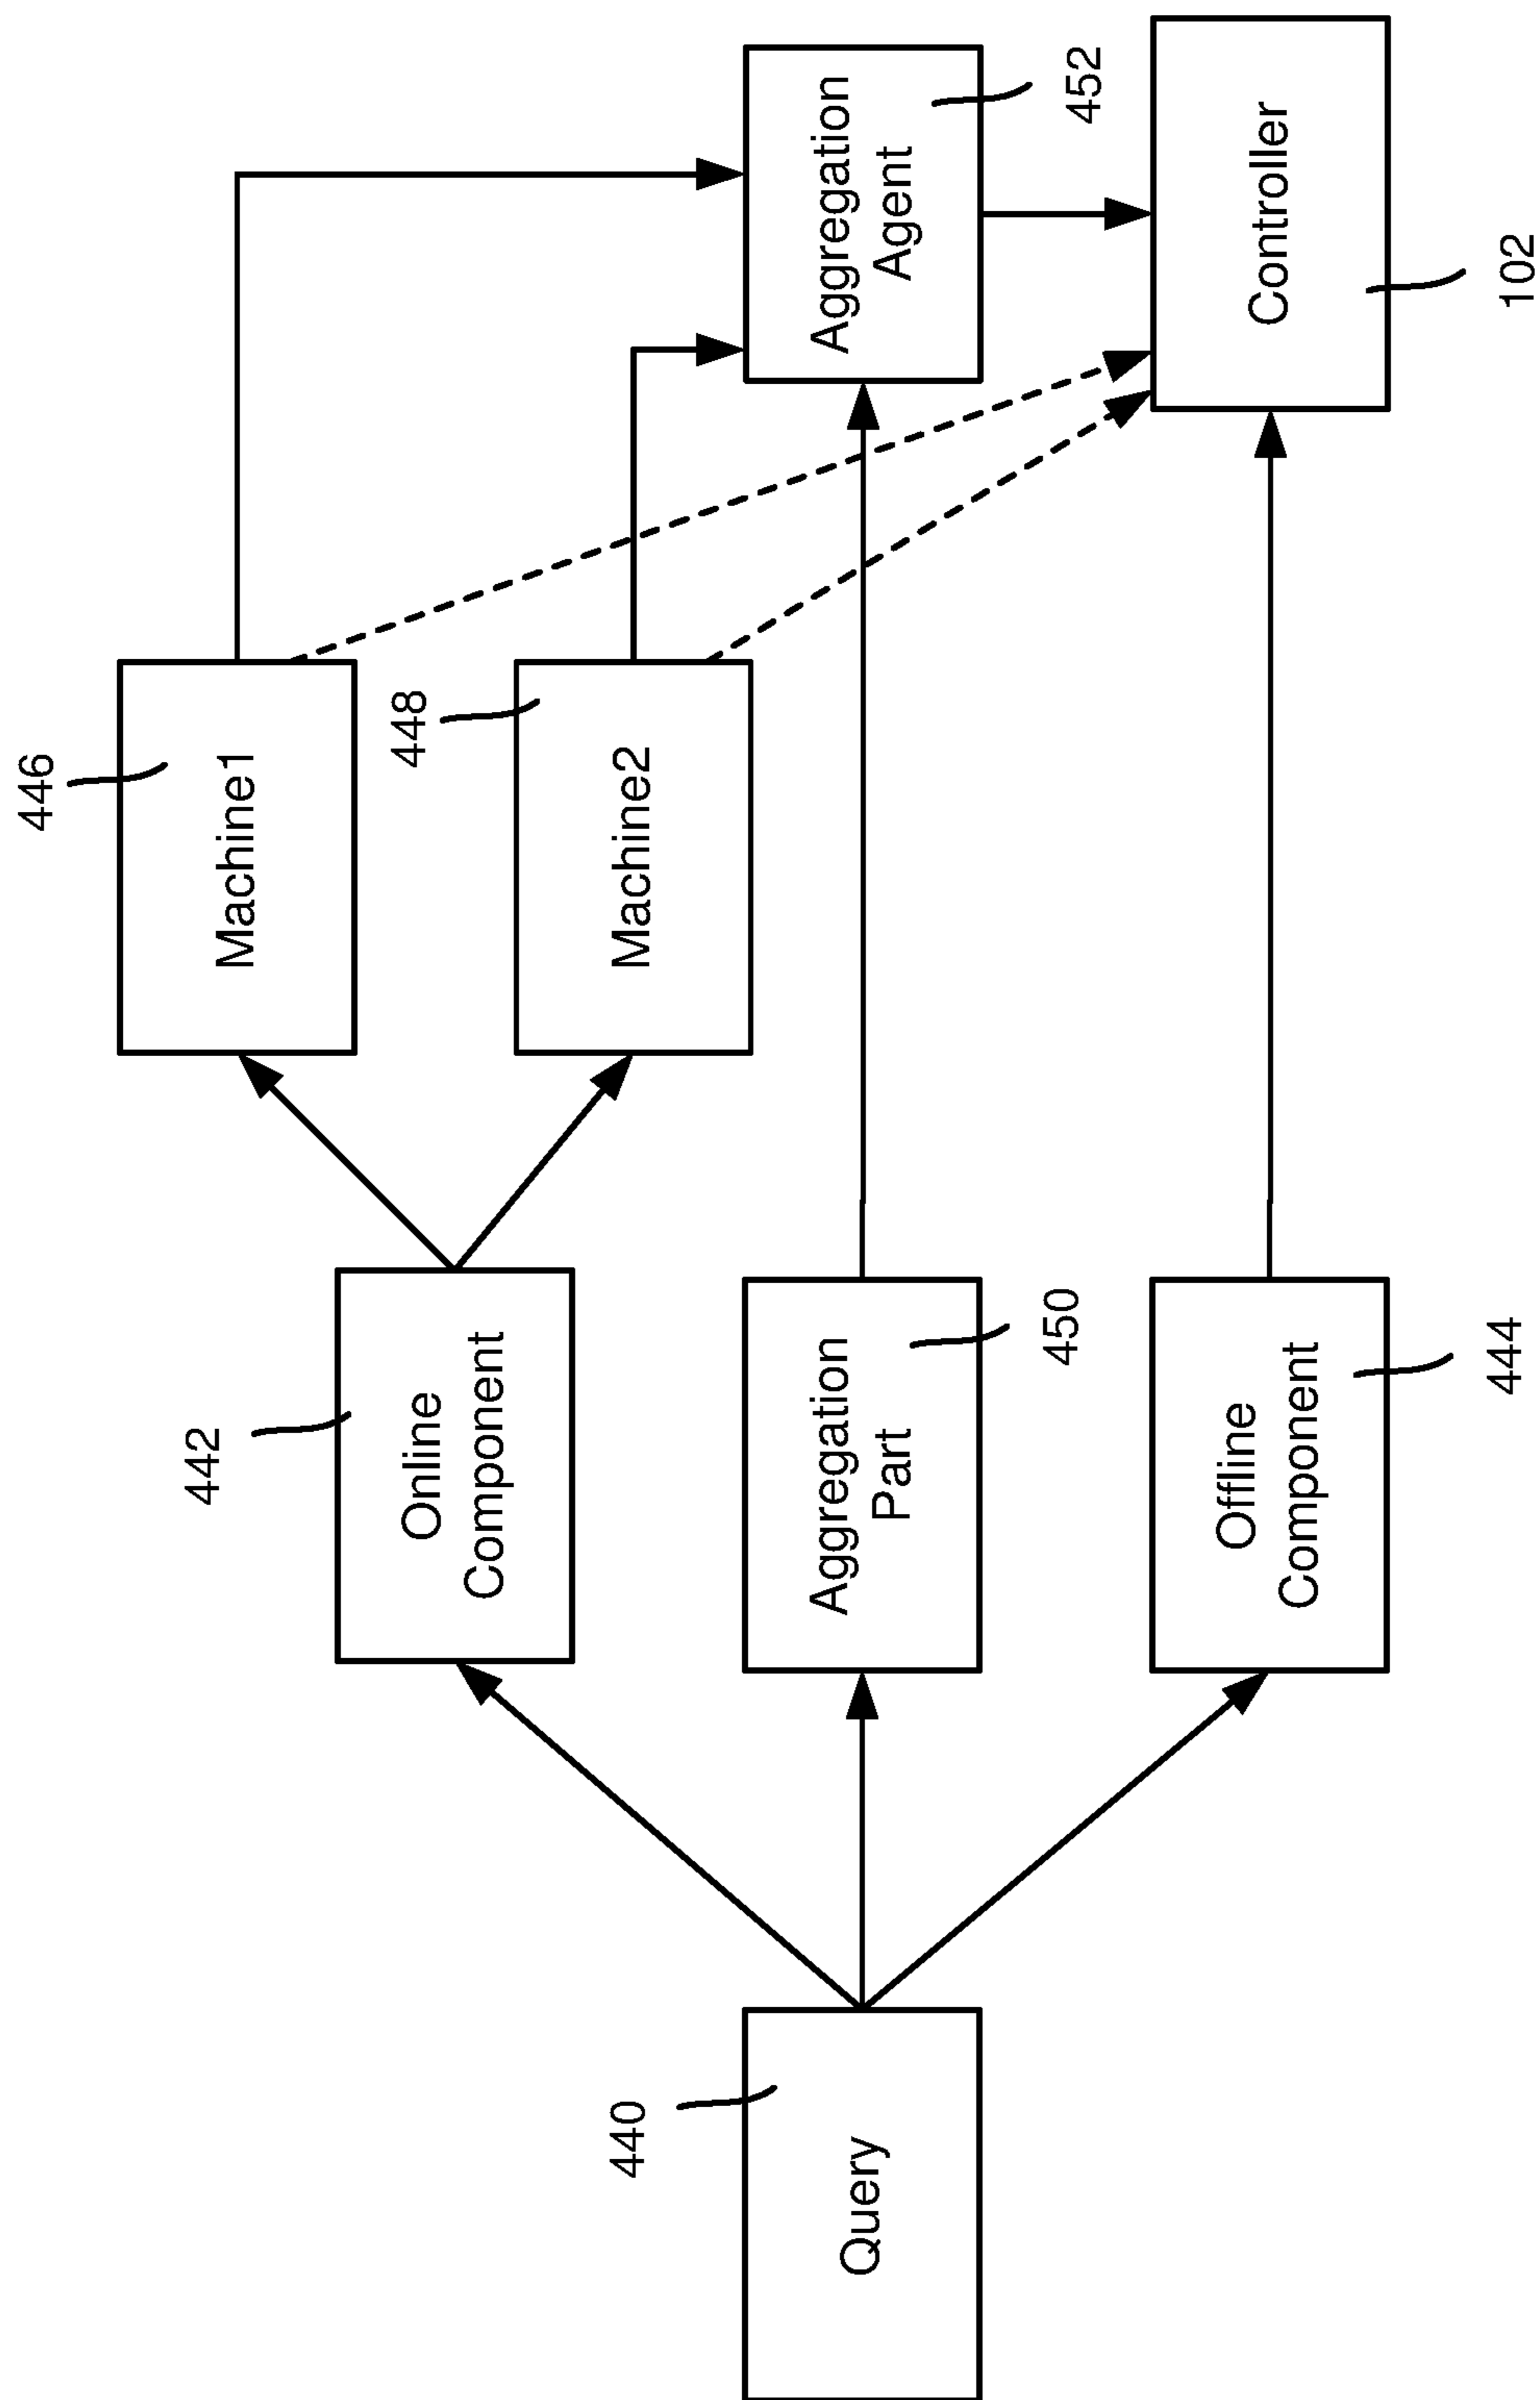 446
Machine1
442
Online
Component
448
Machine2
440
Query
Aggregation
Part
450
Aggregation
Agent
452
Offline
Component
444
Controller
102